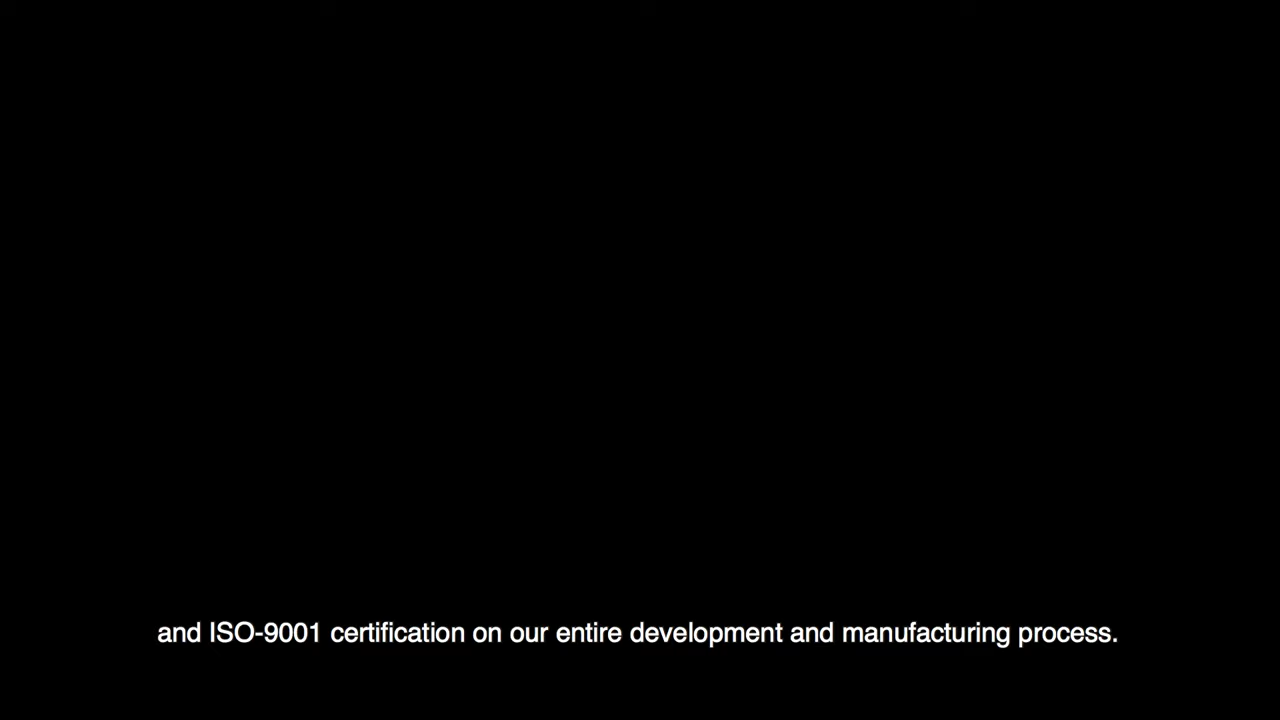 and ISO-9001 certification on our entire development and manufacturing process.